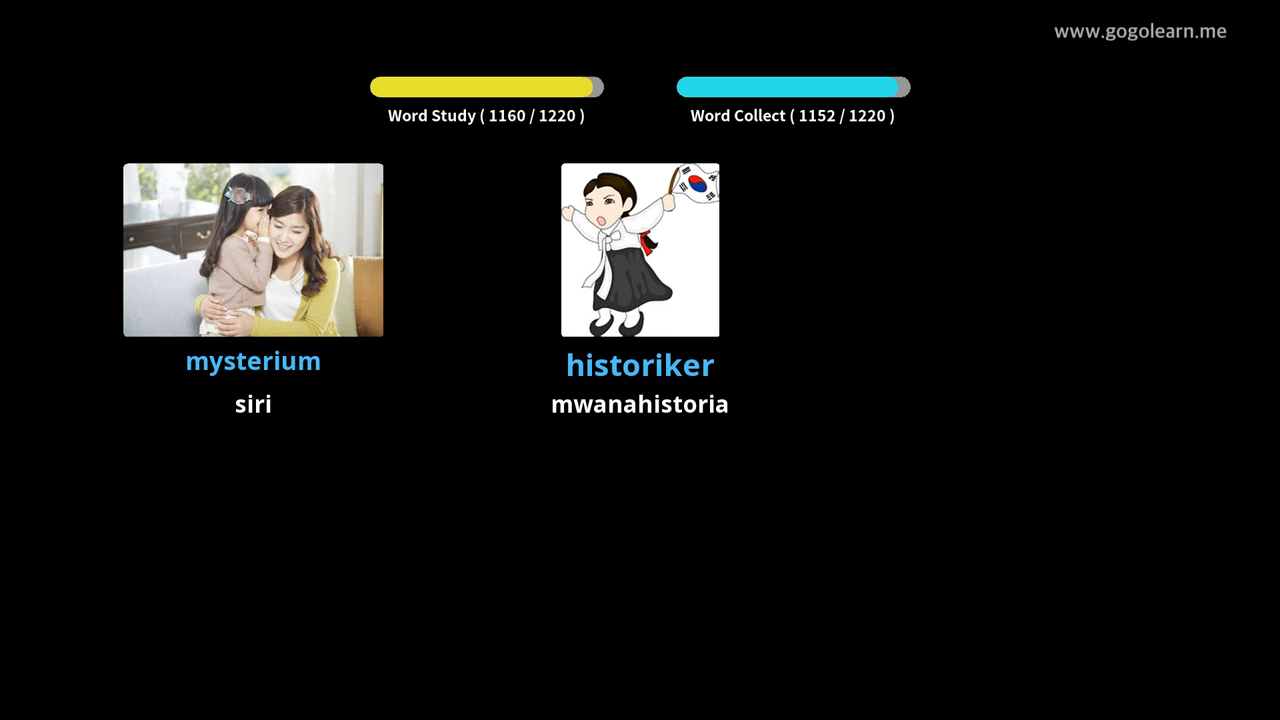 www.gogolearn.me
Word Study ( 1160 / 1220 )
Word Collect ( 1152 / 1220 )
mysterium
siri
historiker
mwanahistoria